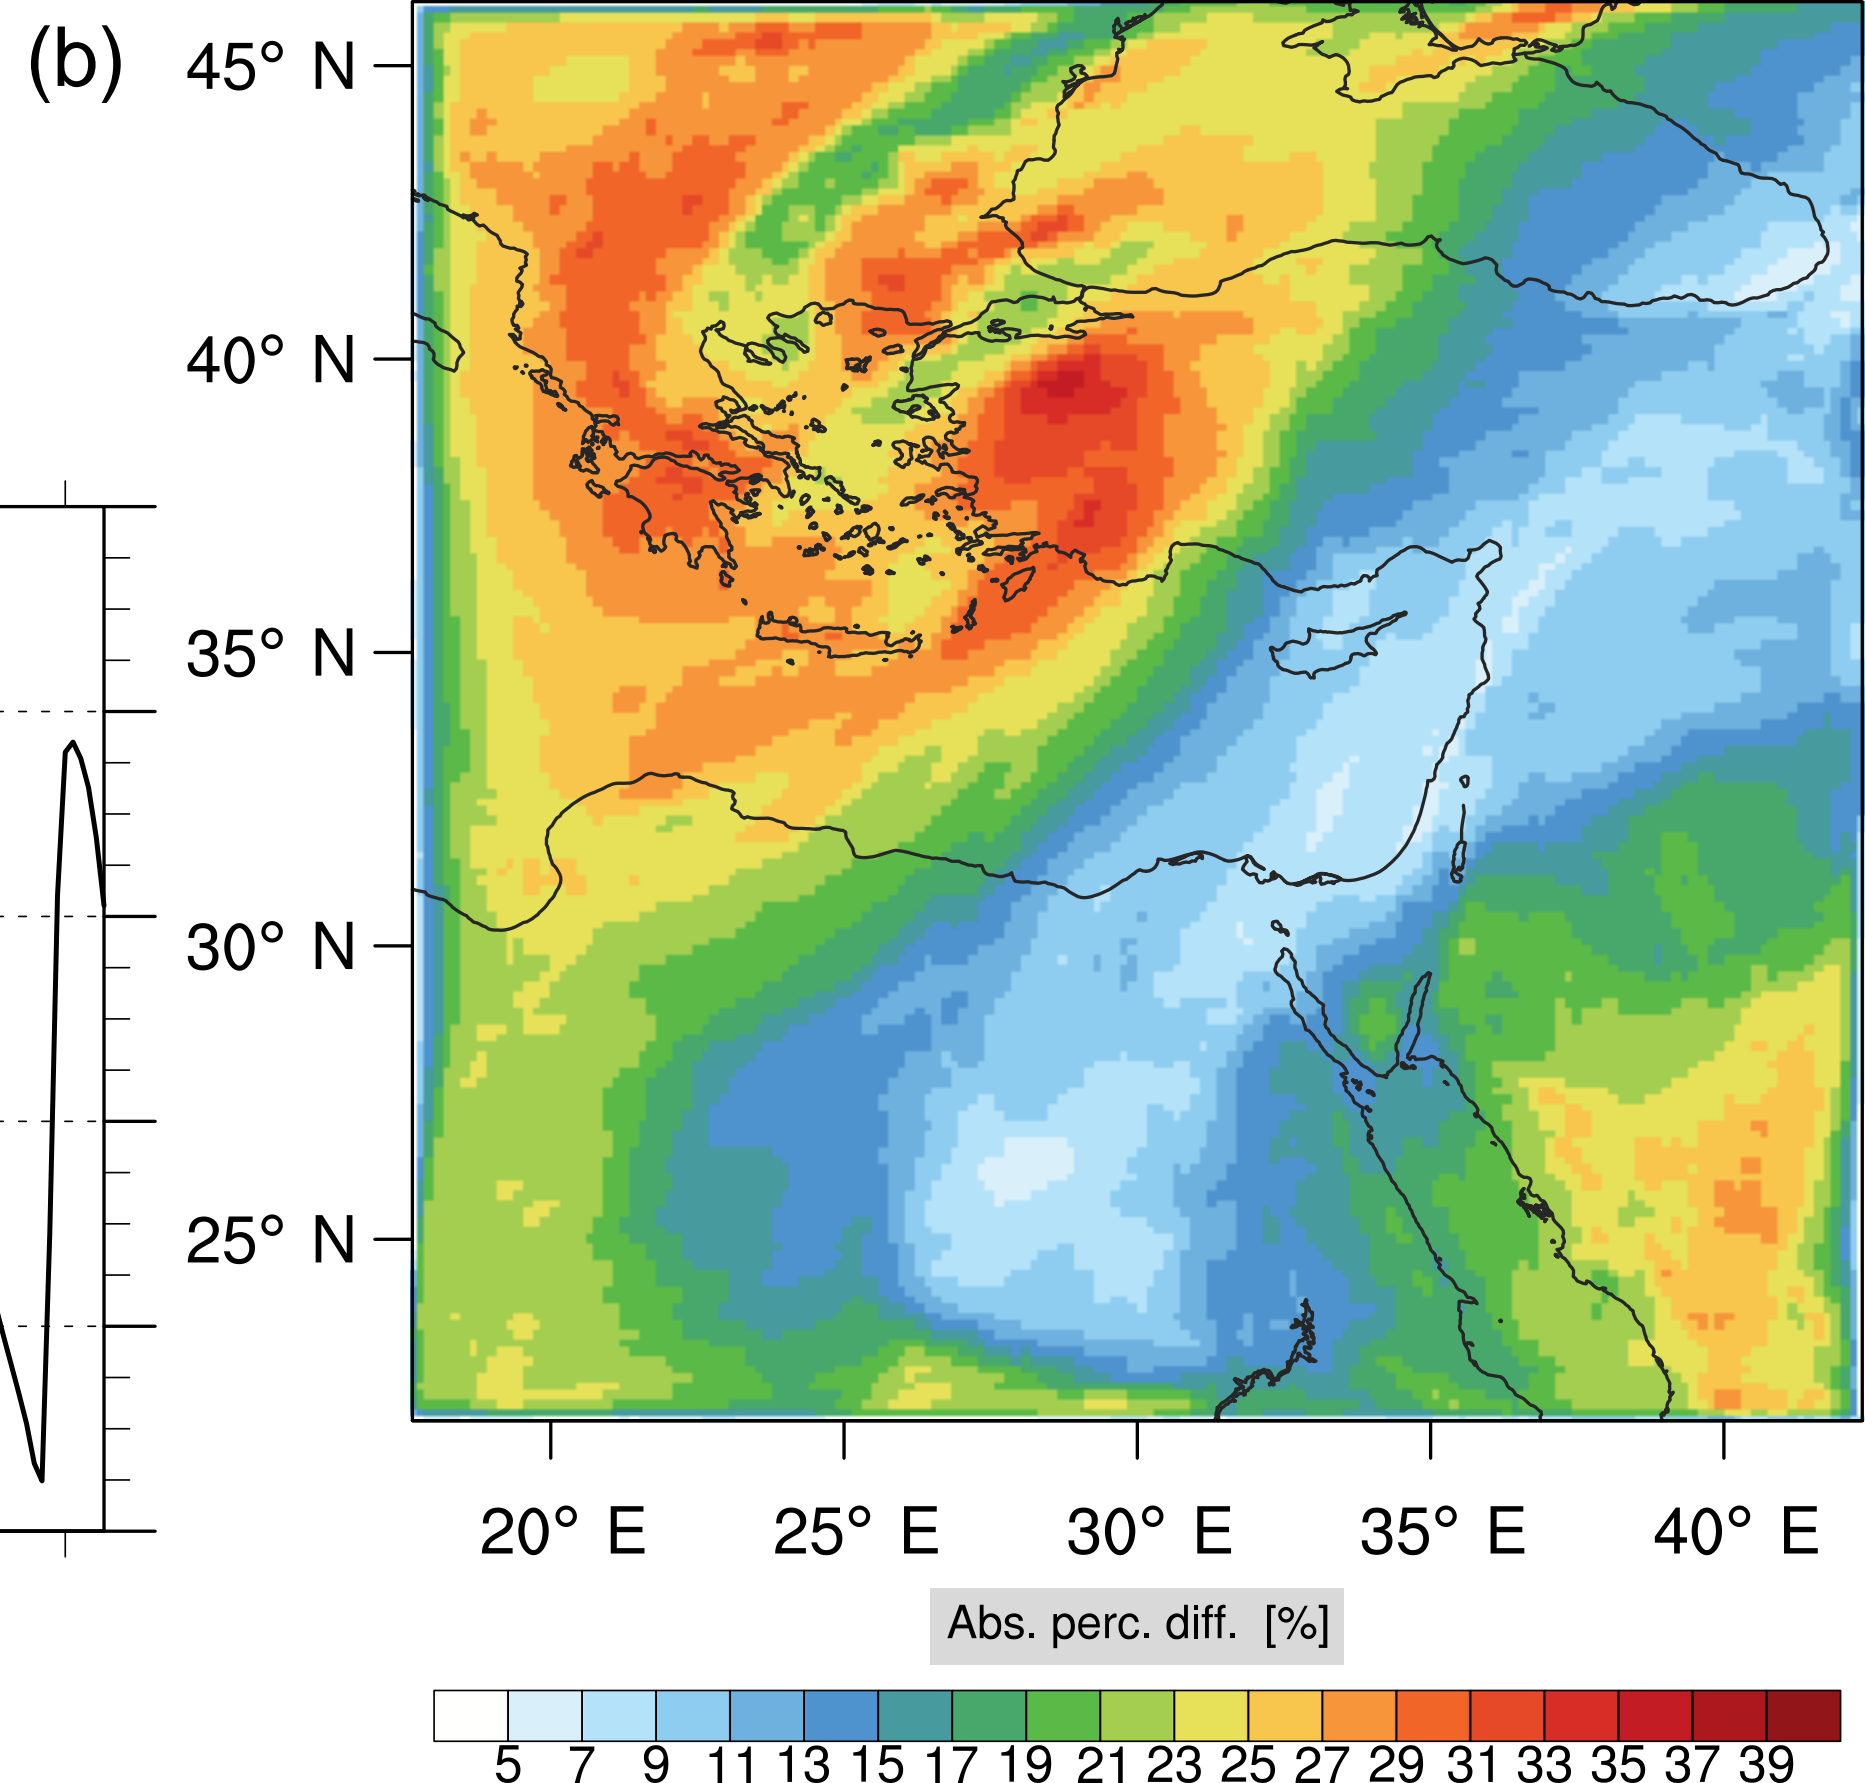 (b)
45° N
40° N
35° N
30° N
25° N
20° E 25° E 30° E 35° E 40° E
Abs. perc. diff. [%]
5 7 9 11 13 15 17 19 21 23 25 27 29 31 33 35 37 39